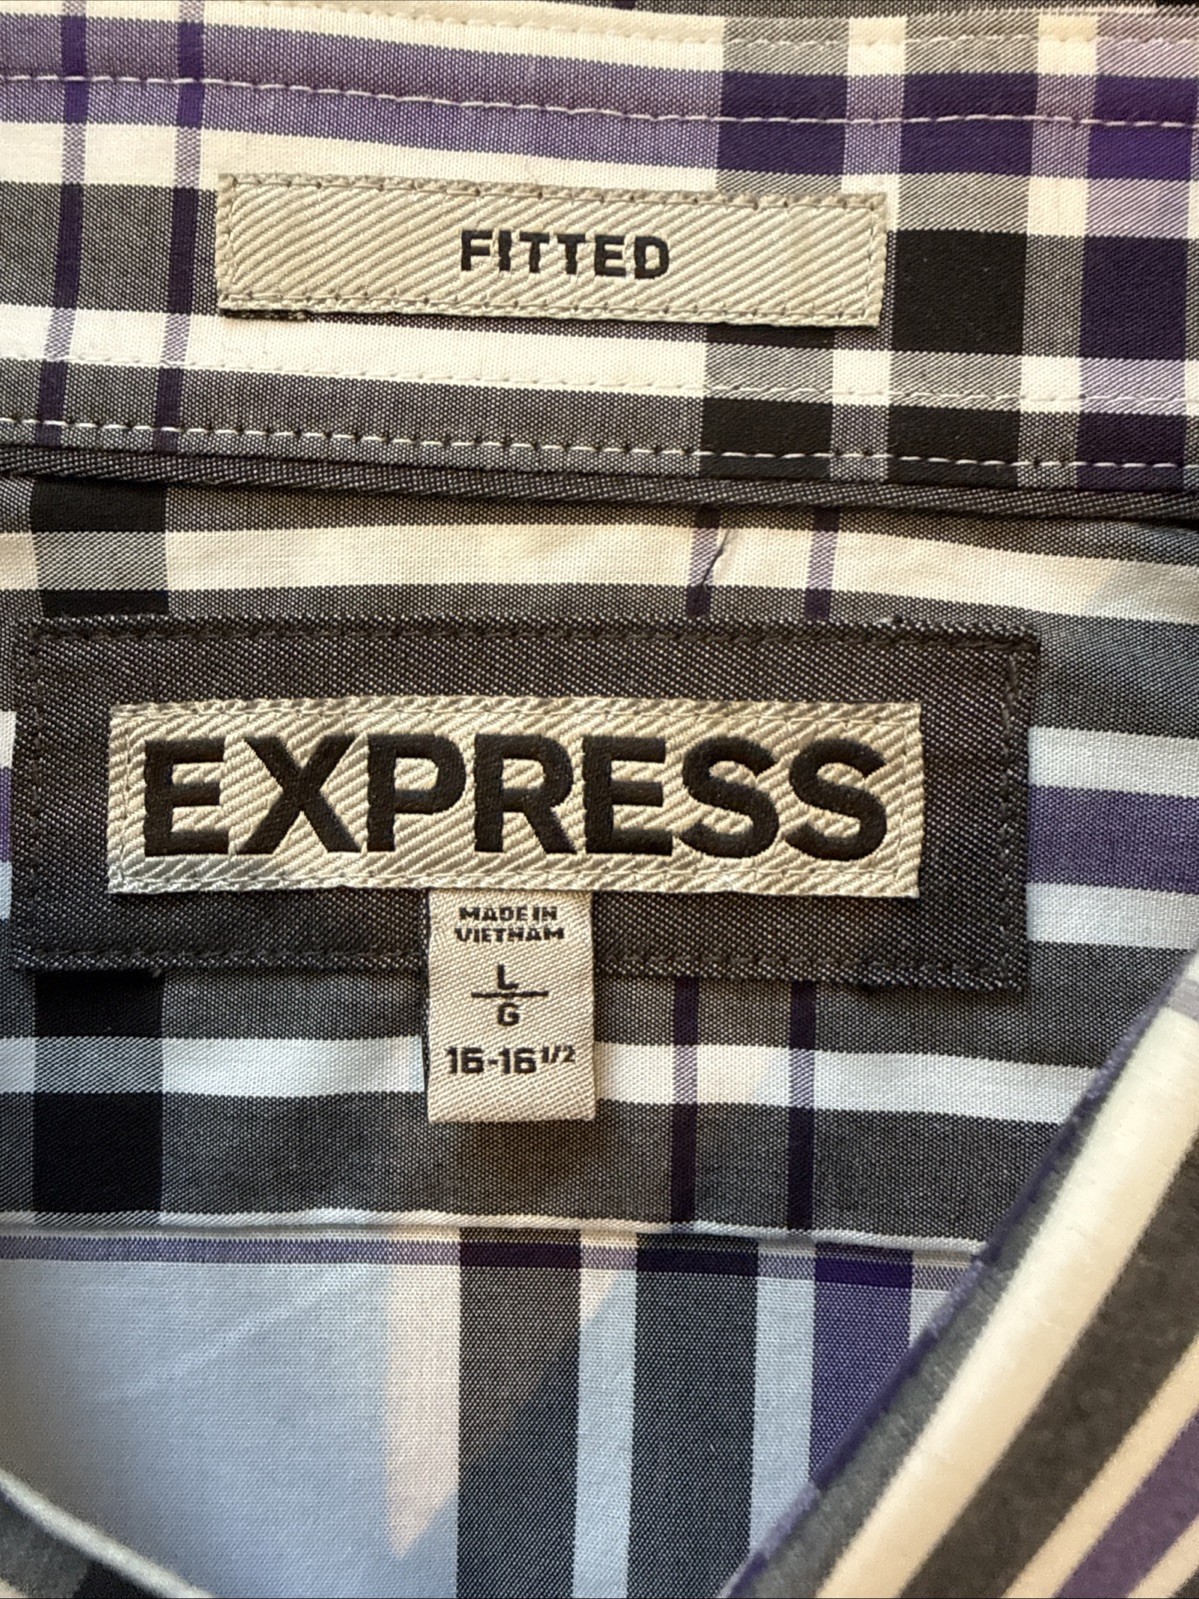 FITTED
EXPRESS
MADE IN
VIETNAM
L
G
16-16 1/2